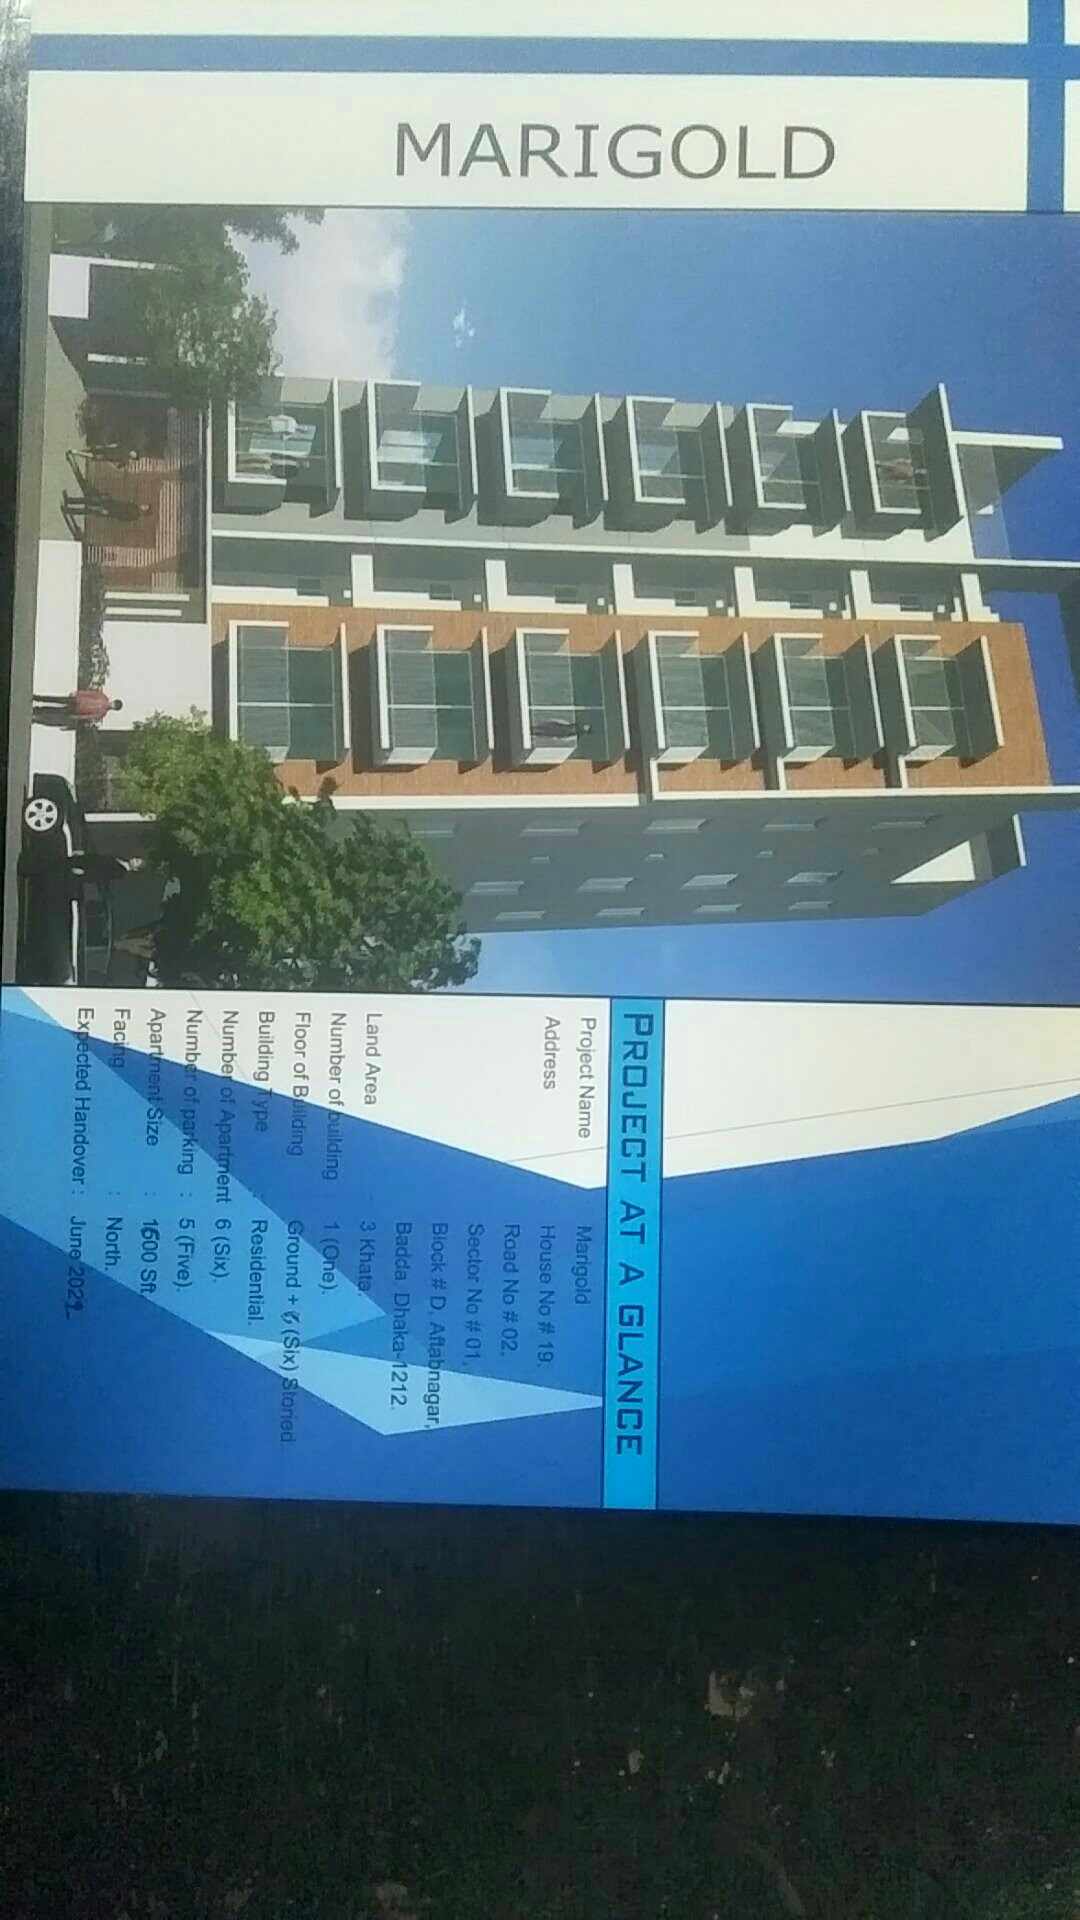 MARIGOLD
PROJECT AT A GLANCE
Project Name Marigold
Address House No # 19,
Road No # 02,
Sector No # 01,
Block # D, Aftabnagar,
Badda, Dhaka-1212.
Land Area 3 Khata.
Number of building 1 (One).
Floor of Building Ground + 6 (Six) Storied
Building Type : Residential.
Number of Apartment 6 (Six).
Number of parking : 5 (Five).
Apartment Size : 1600 Sft.
Facing : North.
Expected Handover : June